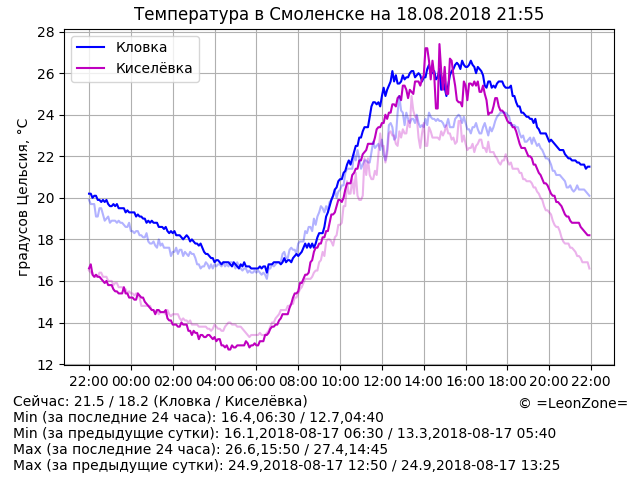 Температура в Смоленске на 18.08.2018 21:55
Кловка
Киселёвка
градусов Цельсия, °C
28
26
24
22
20
18
16
14
12
22:00 00:00 02:00 04:00 06:00 08:00 10:00 12:00 14:00 16:00 18:00 20:00 22:00
Сейчас: 21.5 / 18.2 (Кловка / Киселёвка)
© =LeonZone=
Min (за последние 24 часа): 16.4,06:30 / 12.7,04:40
Min (за предыдущие сутки): 16.1,2018-08-17 06:30 / 13.3,2018-08-17 05:40
Max (за последние 24 часа): 26.6,15:50 / 27.4,14:45
Max (за предыдущие сутки): 24.9,2018-08-17 12:50 / 24.9,2018-08-17 13:25